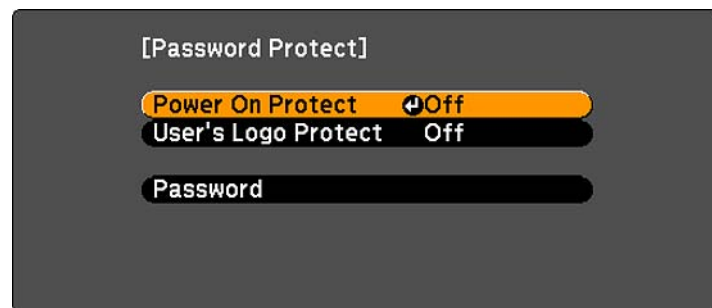 [Password Protect]
Power On Protect Off
User's Logo Protect Off
Password